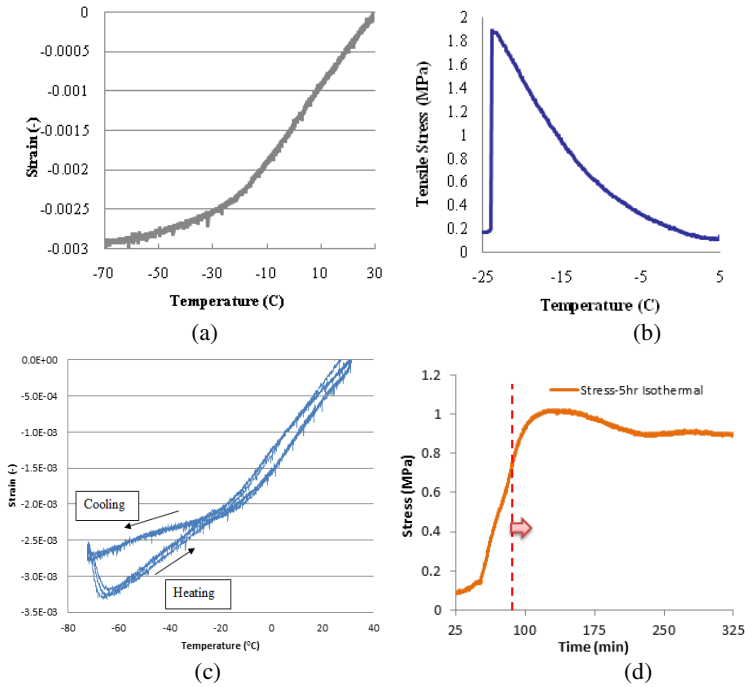 0
-0.0005
-0.001
-0.0015
-0.002
-0.0025
-0.003
Strain (-)
-70 -50 -30 -10 10 30
Temperature (C)
(a)
2
1.8
1.6
1.4
1.2
1
0.8
0.6
0.4
0.2
0
Tensile Stress (MPa)
-25 -15 -5 5
Temperature (C)
(b)
0.0E+00
-5.0E-04
-1.0E-03
-1.5E-03
-2.0E-03
-2.5E-03
-3.0E-03
-3.5E-03
Strain (-)
Cooling
Heating
-80 -60 -40 -20 0 20 40
Temperature (°C)
(c)
1.2
1
0.8
0.6
0.4
0.2
0
Stress (MPa)
Stress-5hr Isothermal
25 100 175 250 325
Time (min)
(d)